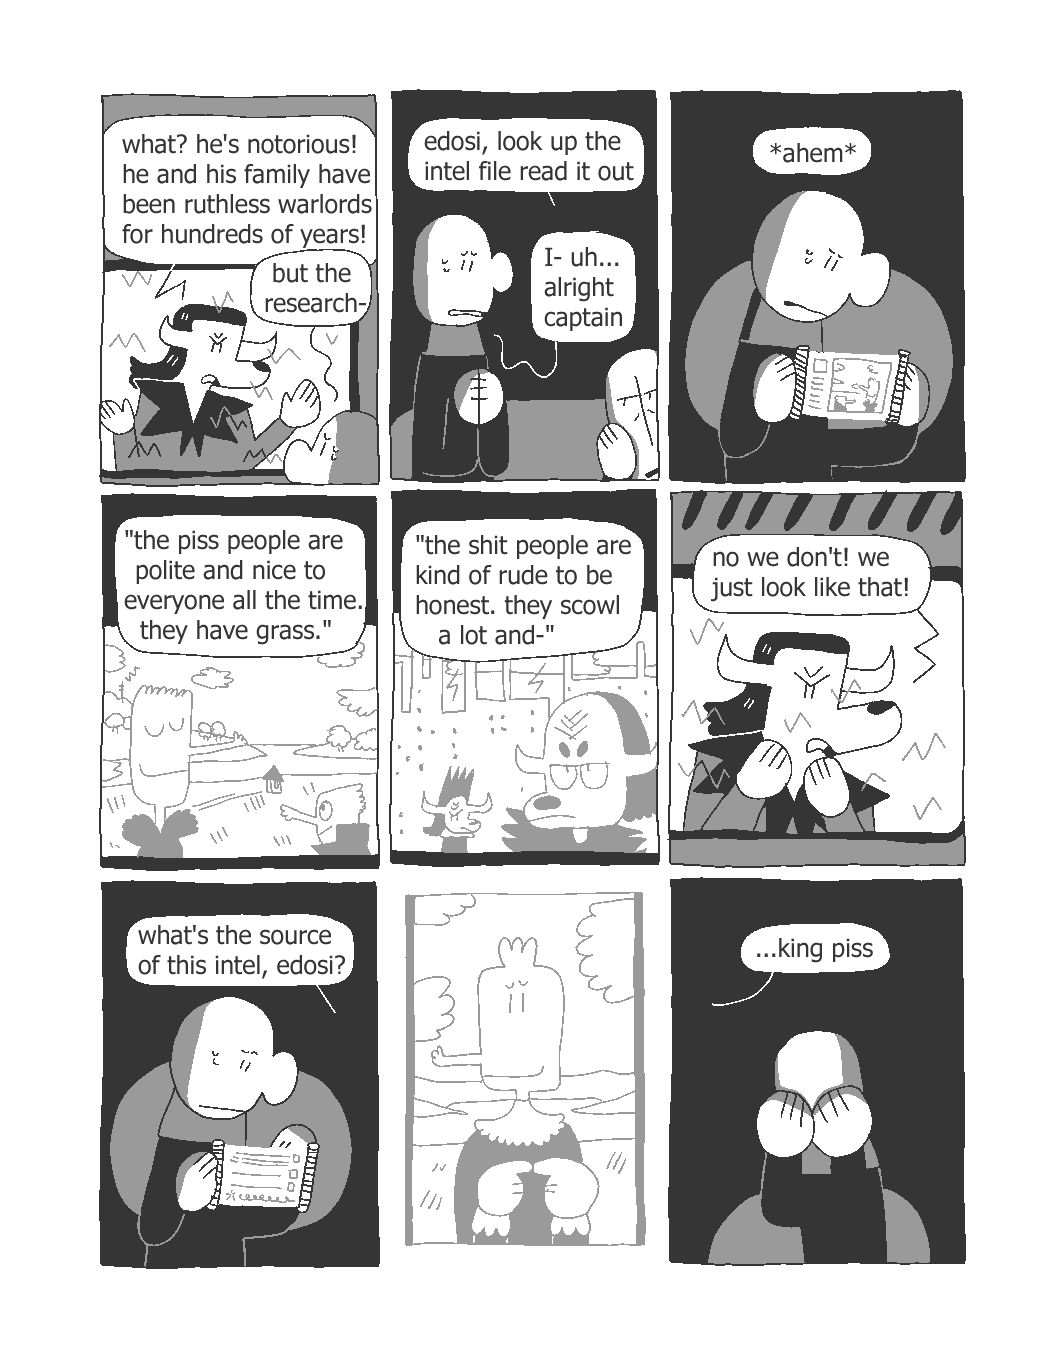 what? he's notorious!
he and his family have
been ruthless warlords
for hundreds of years!
but the
research-
edosi, look up the
intel file read it out
I- uh...
alright
captain
*ahem*
"the piss people are
polite and nice to
everyone all the time.
they have grass."
"the shit people are
kind of rude to be
honest. they scowl
a lot and-"
no we don't! we
just look like that!
what's the source
of this intel, edosi?
...king piss